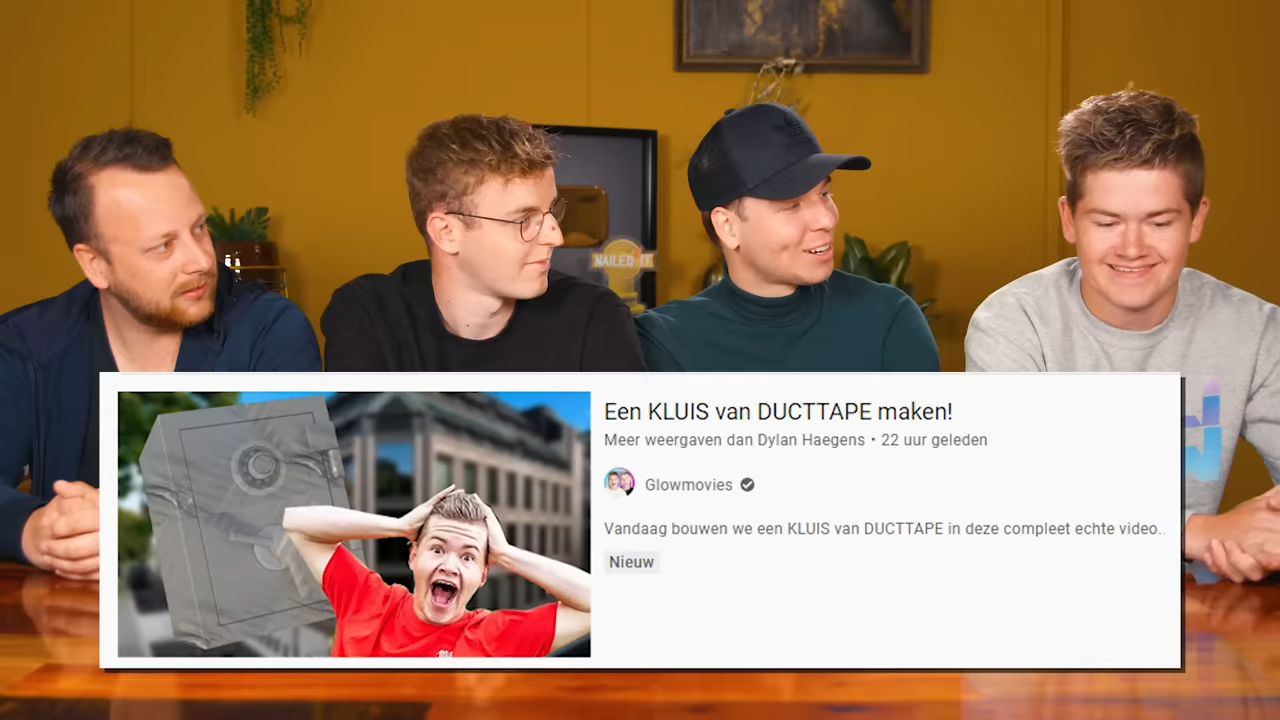 NAILED IT
Een KLUIS van DUCTTAPE maken!
Meer weergaven dan Dylan Haegens • 22 uur geleden
Glowmovies
Vandaag bouwen we een KLUIS van DUCTTAPE in deze compleet echte video..
Nieuw